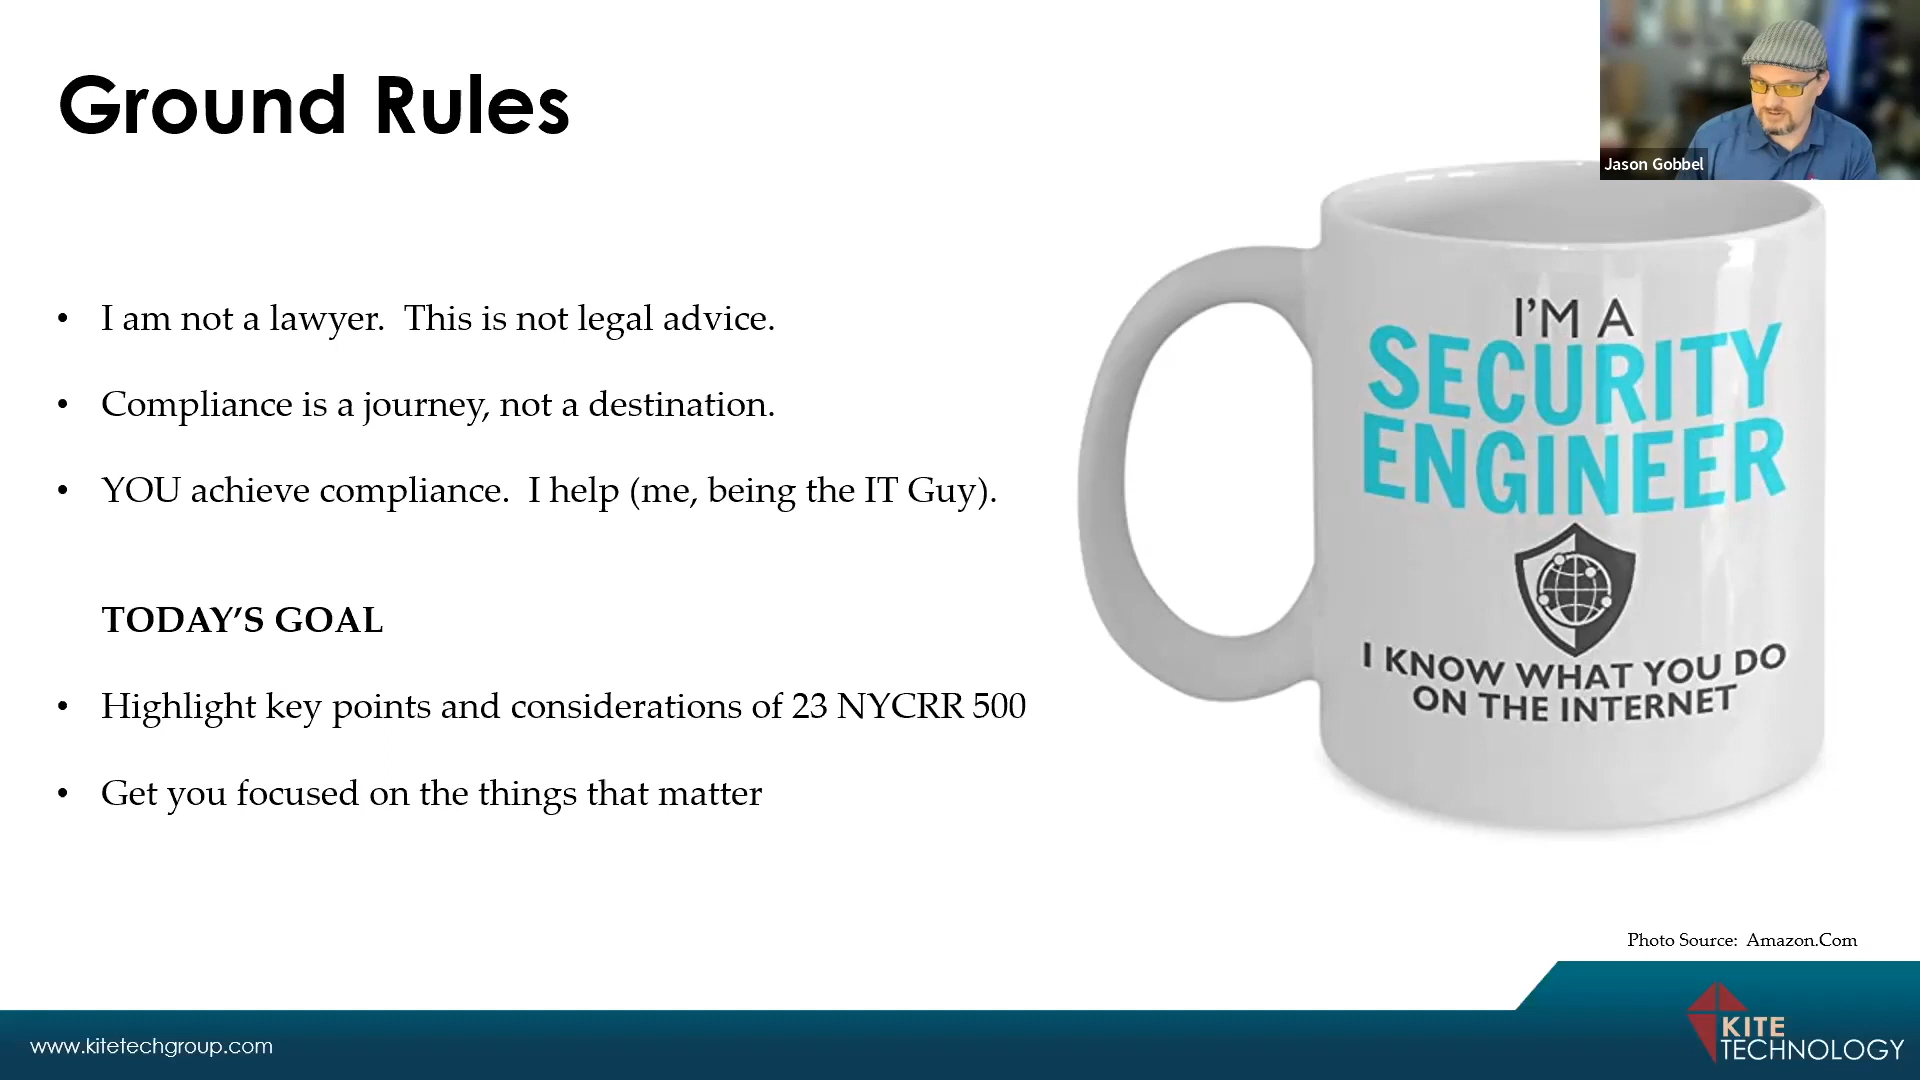 Ground Rules
Jason Gobbel
• I am not a lawyer.  This is not legal advice.
• Compliance is a journey, not a destination.
• YOU achieve compliance.  I help (me, being the IT Guy).
TODAY’S GOAL
• Highlight key points and considerations of 23 NYCRR 500
• Get you focused on the things that matter
I’M A
SECURITY
ENGINEER
I KNOW WHAT YOU DO
ON THE INTERNET
Photo Source:  Amazon.Com
www.kitetechgroup.com
KITE
TECHNOLOGY